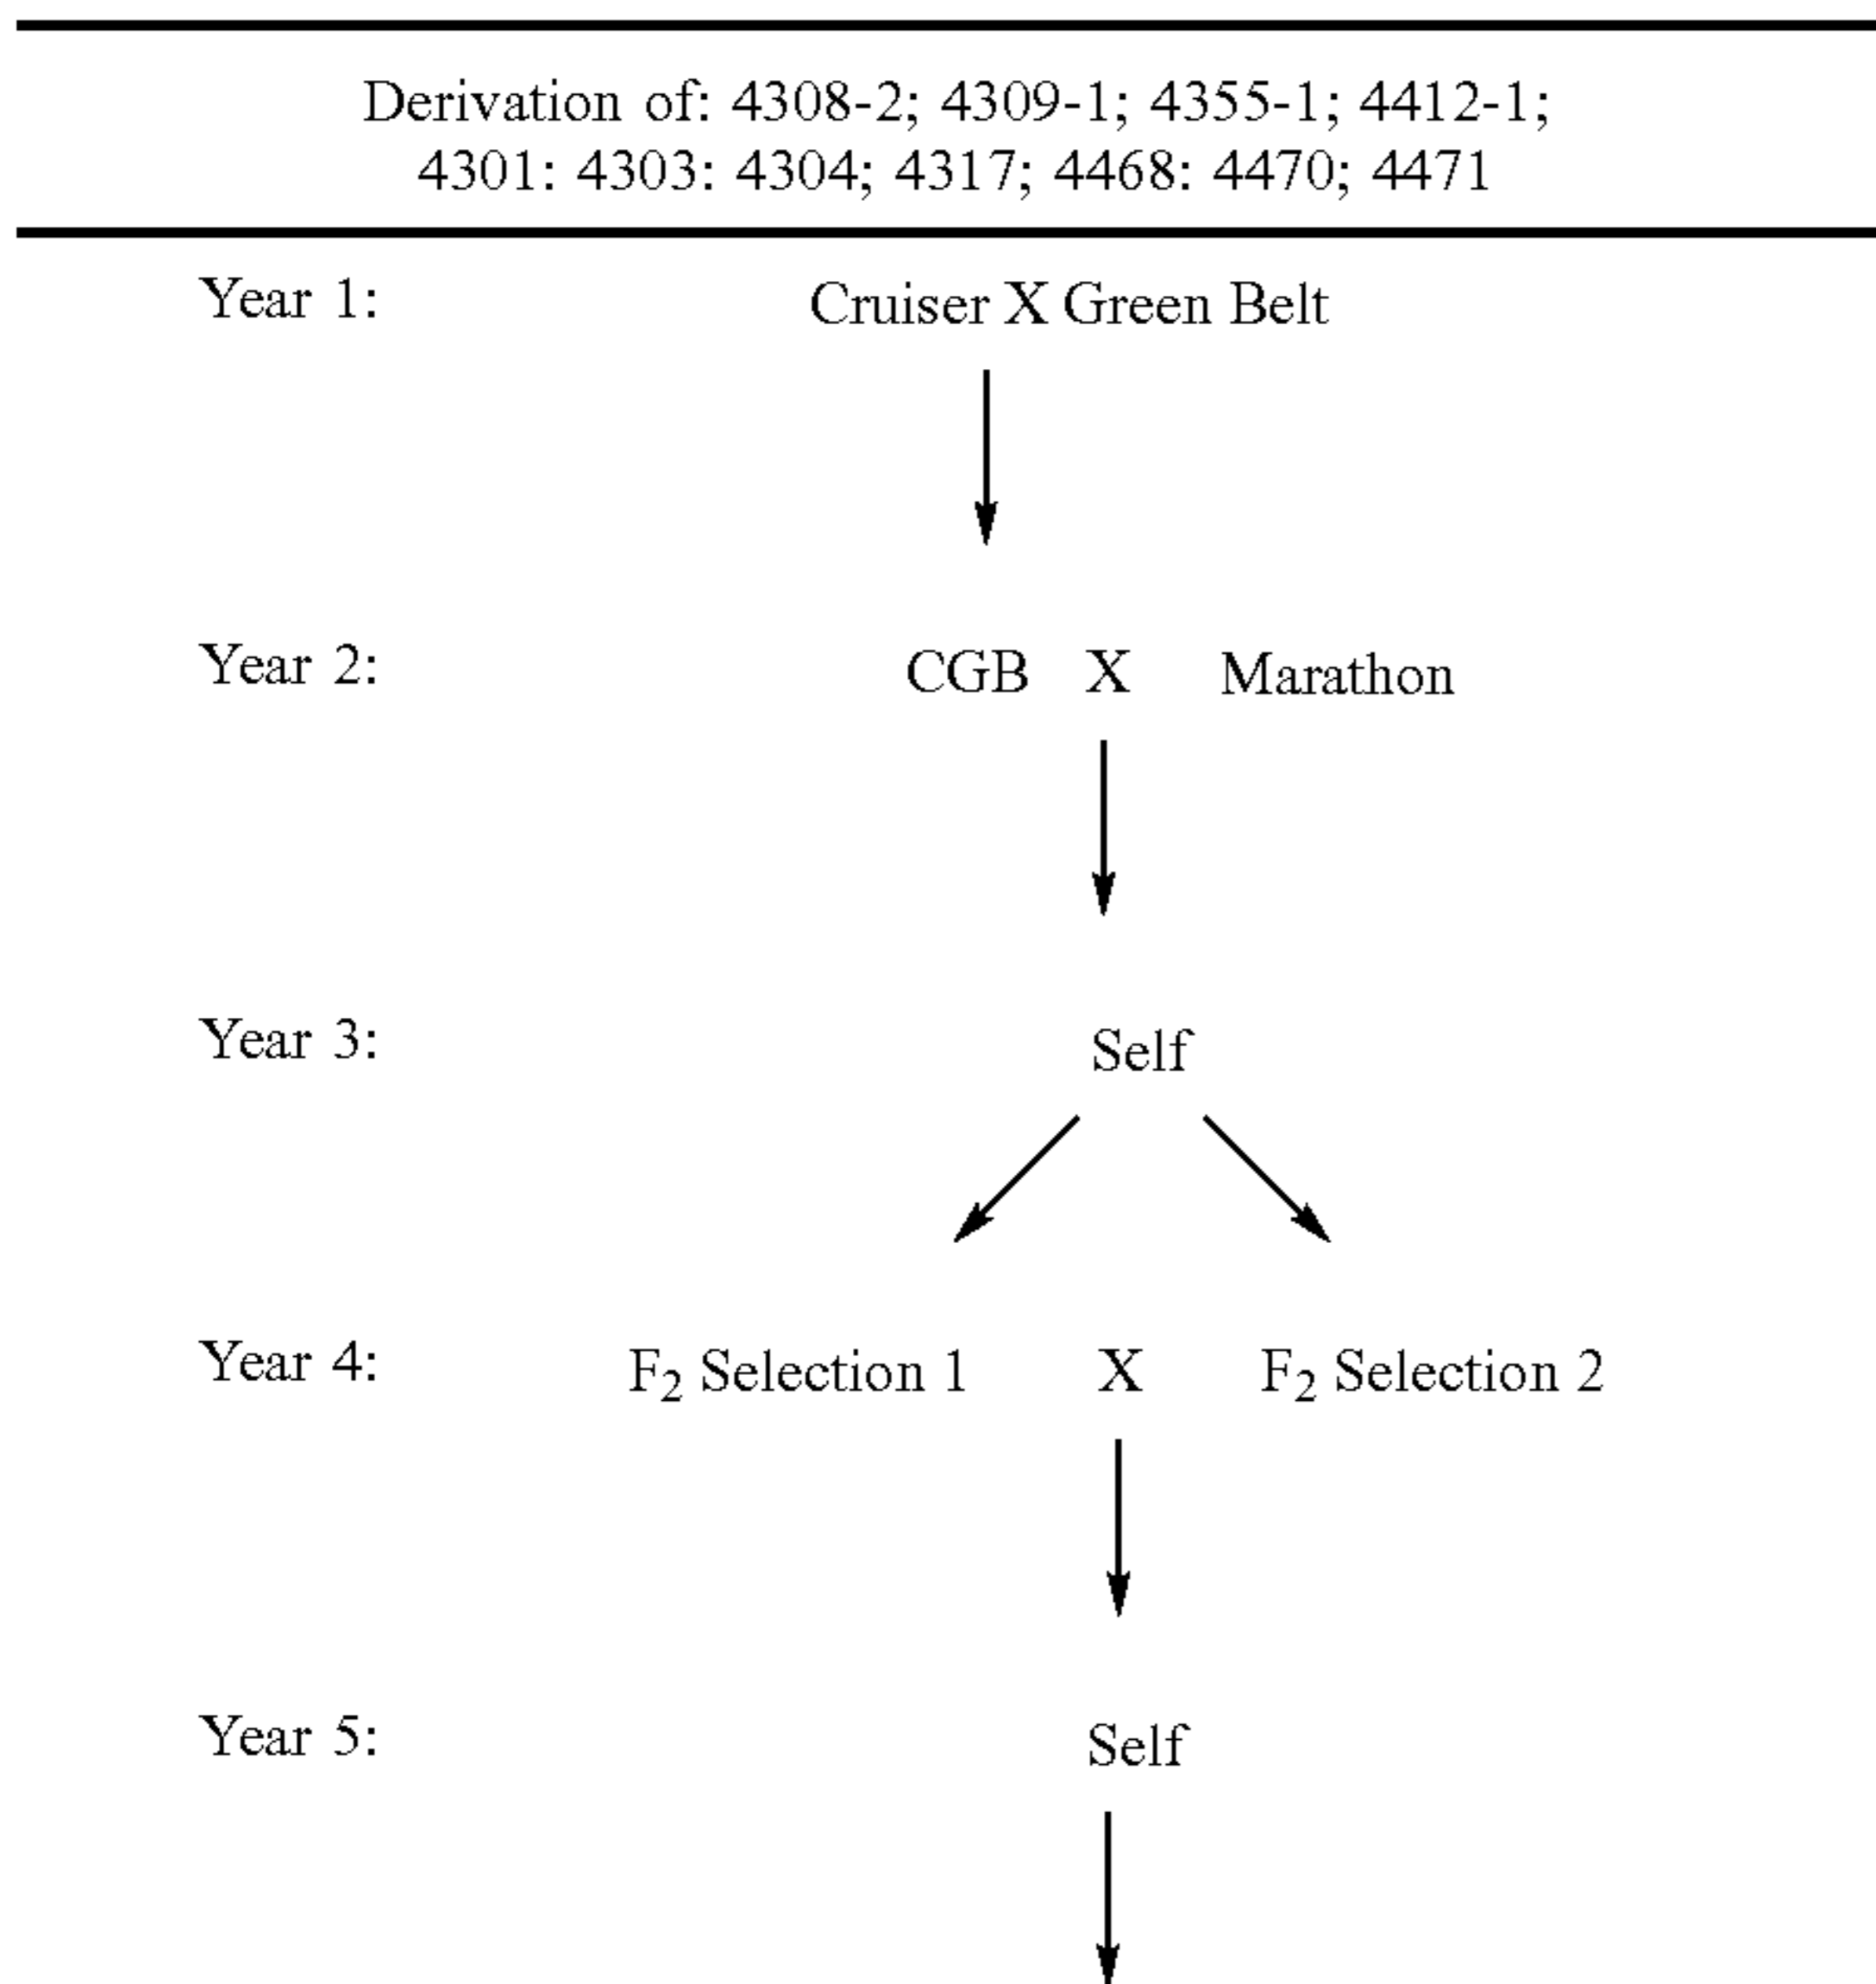 Derivation of: 4308-2; 4309-1; 4355-1; 4412-1;
4301: 4303: 4304; 4317; 4468: 4470; 4471
Year 1: Cruiser X Green Belt
Year 2: CGB X Marathon
Year 3: Self
Year 4: F₂ Selection 1 X F₂ Selection 2
Year 5: Self